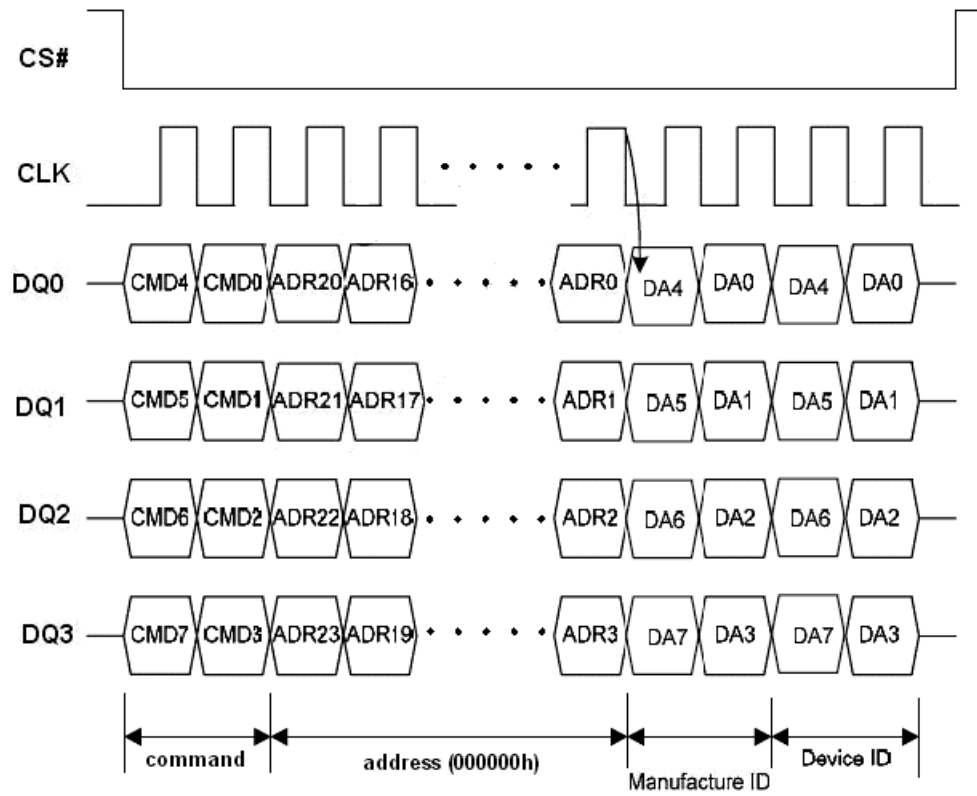 CS#
CLK
DQ0 CMD4 CMD0 ADR20 ADR16 ADR0 DA4 DA0 DA4 DA0
DQ1 CMD5 CMD1 ADR21 ADR17 ADR1 DA5 DA1 DA5 DA1
DQ2 CMD6 CMD2 ADR22 ADR18 ADR2 DA6 DA2 DA6 DA2
DQ3 CMD7 CMD3 ADR23 ADR19 ADR3 DA7 DA3 DA7 DA3
command address (000000h) Manufacture ID Device ID